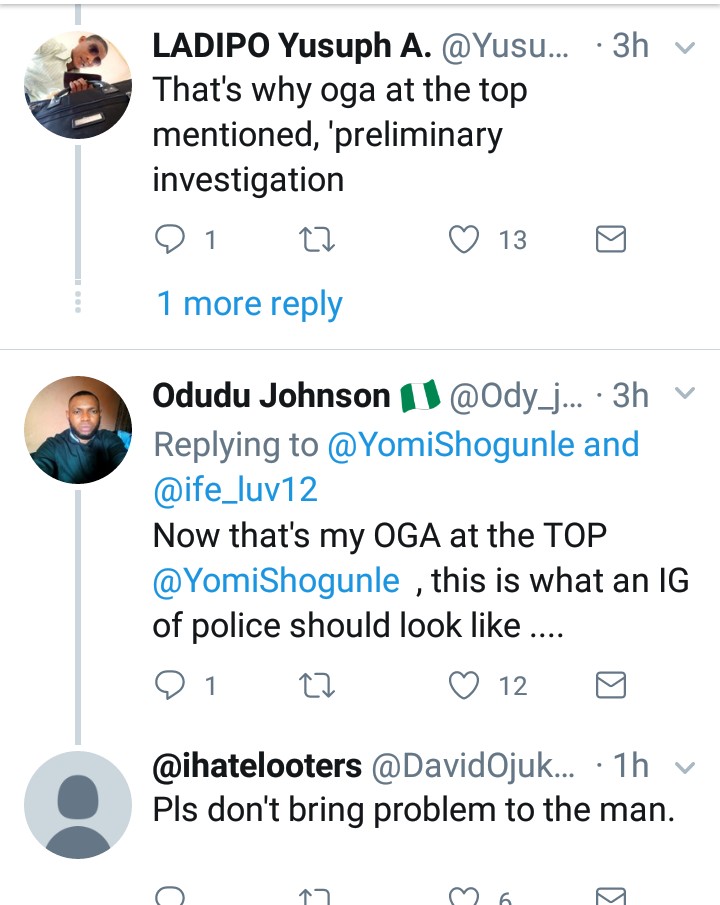 LADIPO Yusuph A. @Yusu... · 3h
That's why oga at the top
mentioned, 'preliminary
investigation
1 13
1 more reply
Odudu Johnson @Ody_j... · 3h
Replying to @YomiShogunle and
@ife_luv12
Now that's my OGA at the TOP
@YomiShogunle , this is what an IG
of police should look like ....
1 12
@ihatelooters @DavidOjuk... · 1h
Pls don't bring problem to the man.
6